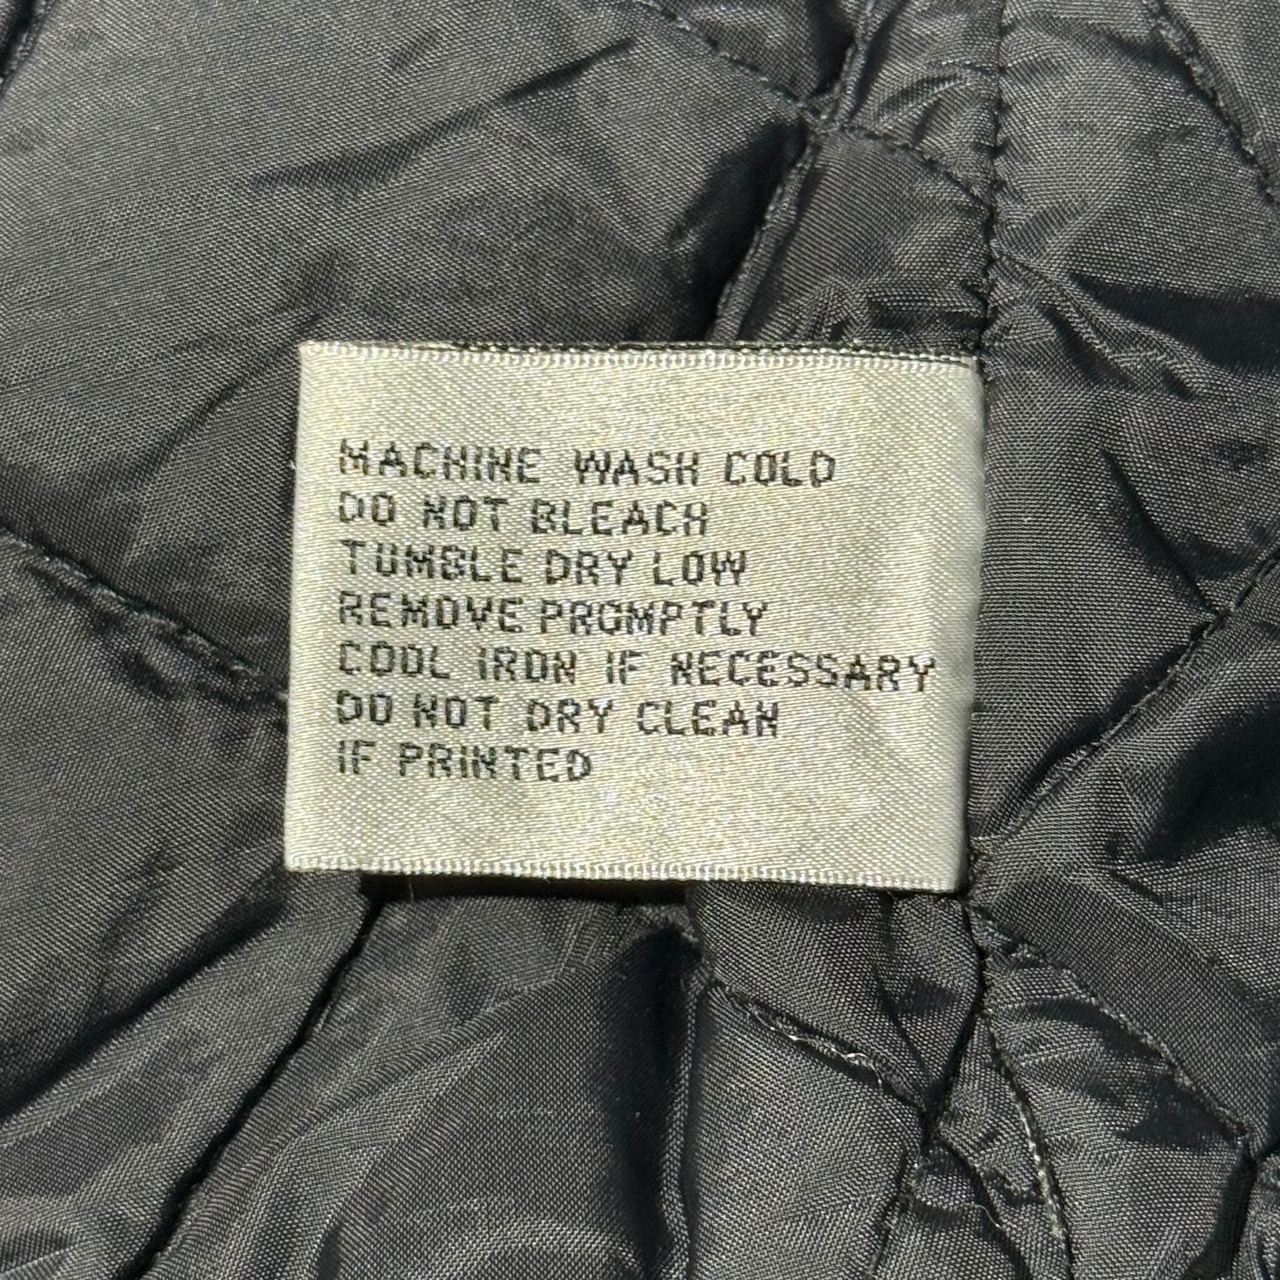 MACHINE WASH COLD
DO NOT BLEACH
TUMBLE DRY LOW
REMOVE PROMPTLY
COOL IRON IF NECESSARY
DO NOT DRY CLEAN
IF PRINTED